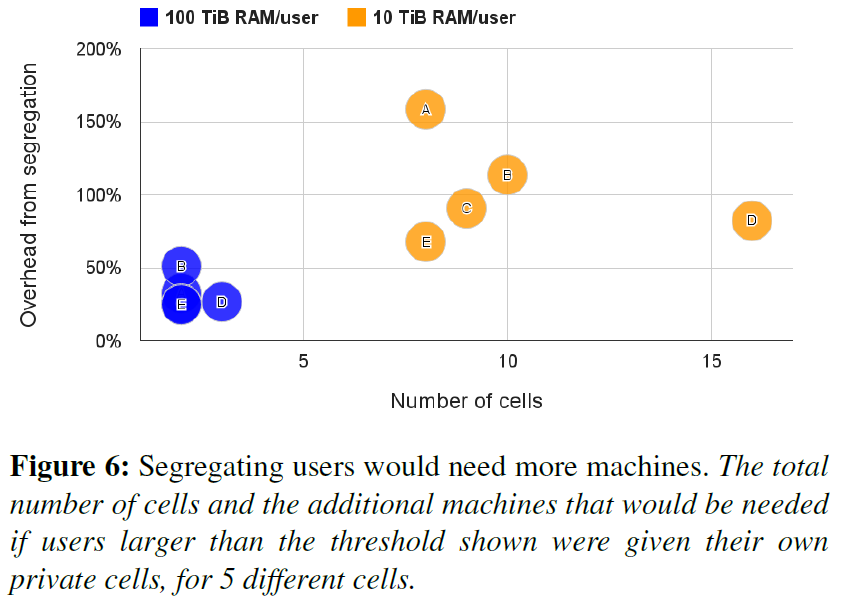 100 TiB RAM/user 10 TiB RAM/user
200%
150%
100%
50%
0%
Overhead from segregation
A
B
C
D
E
B
E
D
5 10 15
Number of cells
Figure 6: Segregating users would need more machines. The total
number of cells and the additional machines that would be needed
if users larger than the threshold shown were given their own
private cells, for 5 different cells.